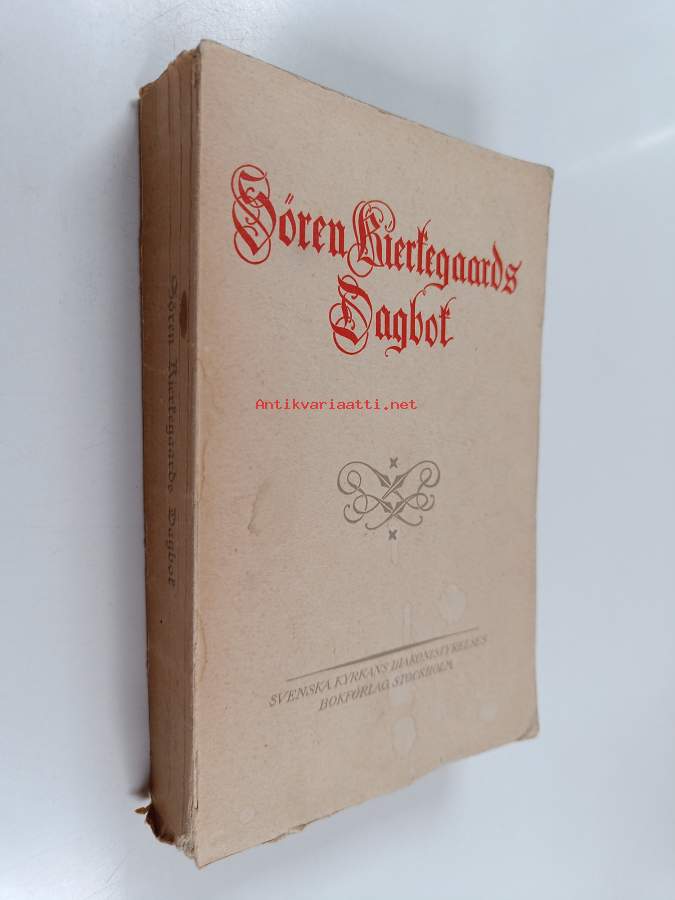 Sören Kierkegaards
Dagbok
Antikvariaatti.net
SVENSKA KYRKANS DIAKONISTYRELSES
BOKFÖRLAG, STOCKHOLM
Sören Kierkegaards Dagbok